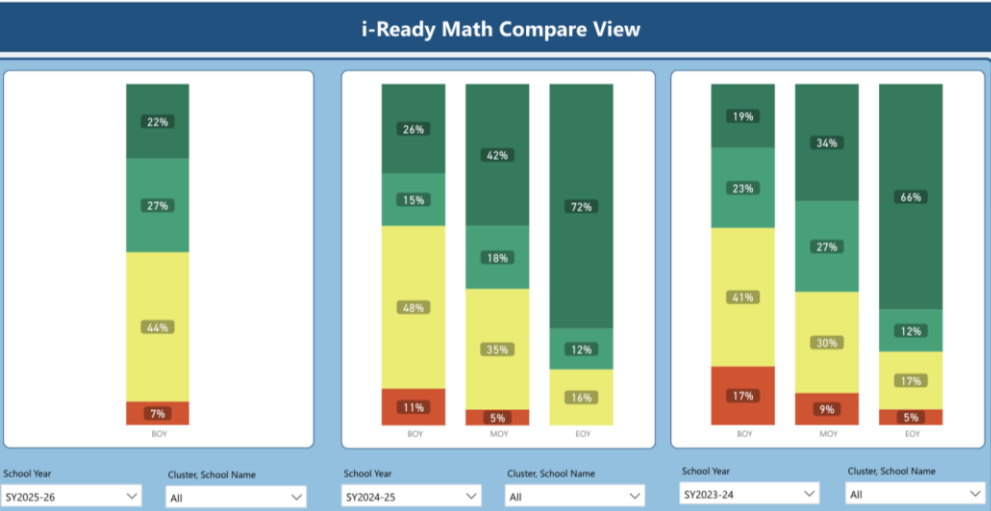 i-Ready Math Compare View
22%
27%
44%
7%
BOY
26%
15%
48%
11%
BOY
42%
18%
35%
5%
MOY
72%
12%
16%
EOY
19%
23%
41%
17%
BOY
34%
27%
30%
9%
MOY
66%
12%
17%
5%
EOY
School Year
SY2025-26
Cluster, School Name
All
School Year
SY2024-25
Cluster, School Name
All
School Year
SY2023-24
Cluster, School Name
All